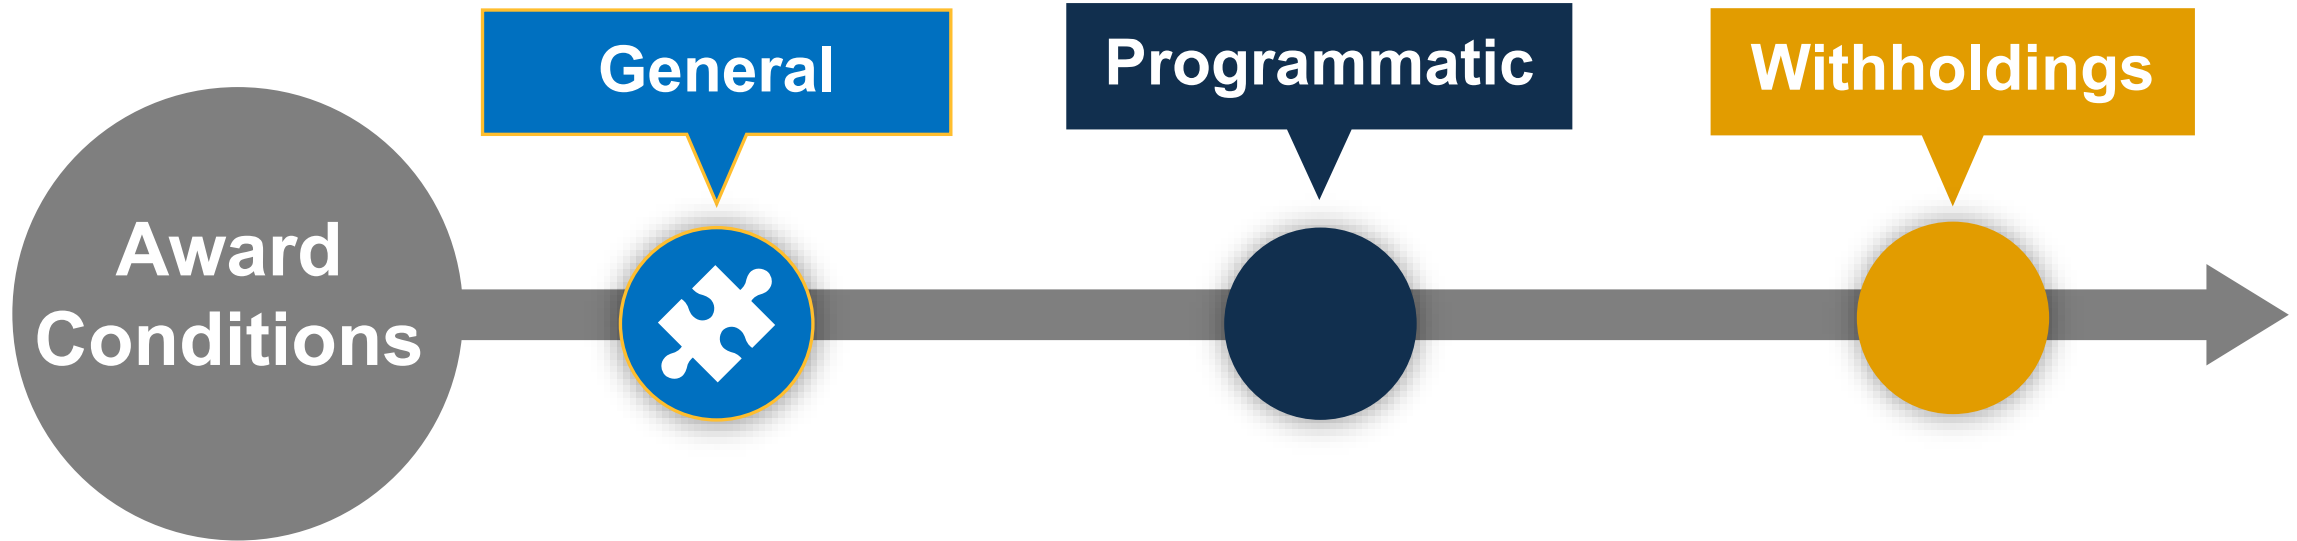 General
Programmatic
Withholdings
Award
Conditions